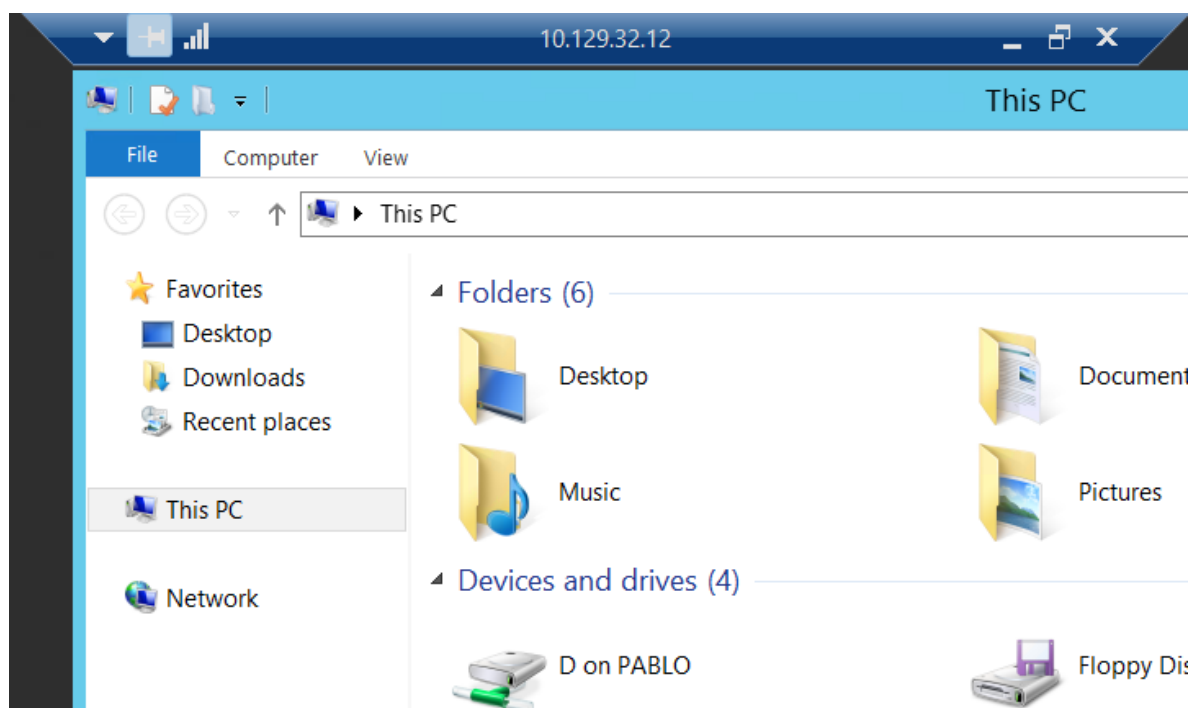 10.129.32.12
This PC
File Computer View
This PC
Favorites
Desktop
Downloads
Recent places
This PC
Network
Folders (6)
Desktop Document
Music Pictures
Devices and drives (4)
D on PABLO Floppy Dis